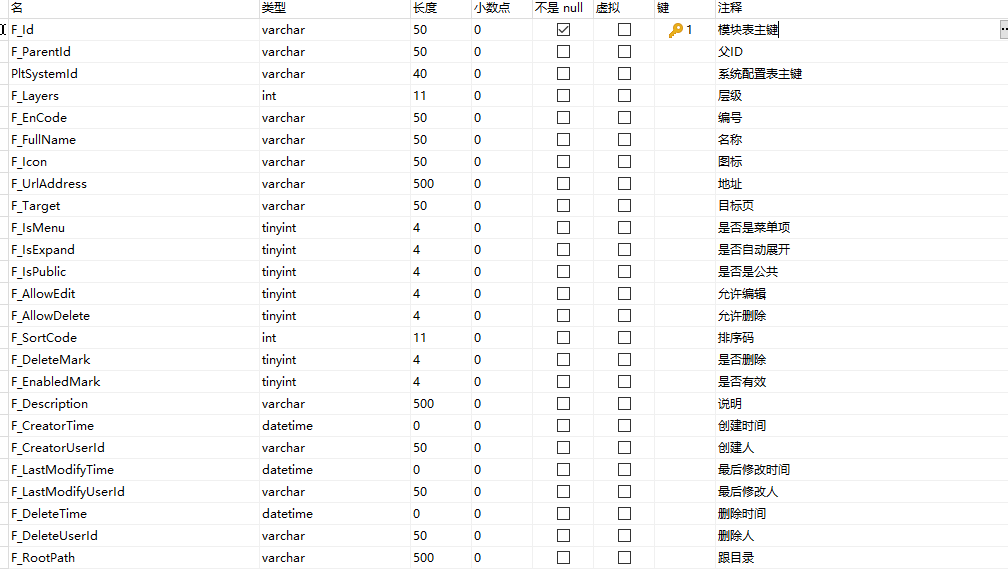 名 类型 长度 小数点 不是 null 虚拟 键 注释
F_Id varchar 50 0 1 模块表主键
F_ParentId varchar 50 0 父ID
PltSystemId varchar 40 0 系统配置表主键
F_Layers int 11 0 层级
F_EnCode varchar 50 0 编号
F_FullName varchar 50 0 名称
F_Icon varchar 50 0 图标
F_UrlAddress varchar 500 0 地址
F_Target varchar 50 0 目标页
F_IsMenu tinyint 4 0 是否是菜单项
F_IsExpand tinyint 4 0 是否自动展开
F_IsPublic tinyint 4 0 是否是公共
F_AllowEdit tinyint 4 0 允许编辑
F_AllowDelete tinyint 4 0 允许删除
F_SortCode int 11 0 排序码
F_DeleteMark tinyint 4 0 是否删除
F_EnabledMark tinyint 4 0 是否有效
F_Description varchar 500 0 说明
F_CreatorTime datetime 0 0 创建时间
F_CreatorUserId varchar 50 0 创建人
F_LastModifyTime datetime 0 0 最后修改时间
F_LastModifyUserId varchar 50 0 最后修改人
F_DeleteTime datetime 0 0 删除时间
F_DeleteUserId varchar 50 0 删除人
F_RootPath varchar 500 0 跟目录